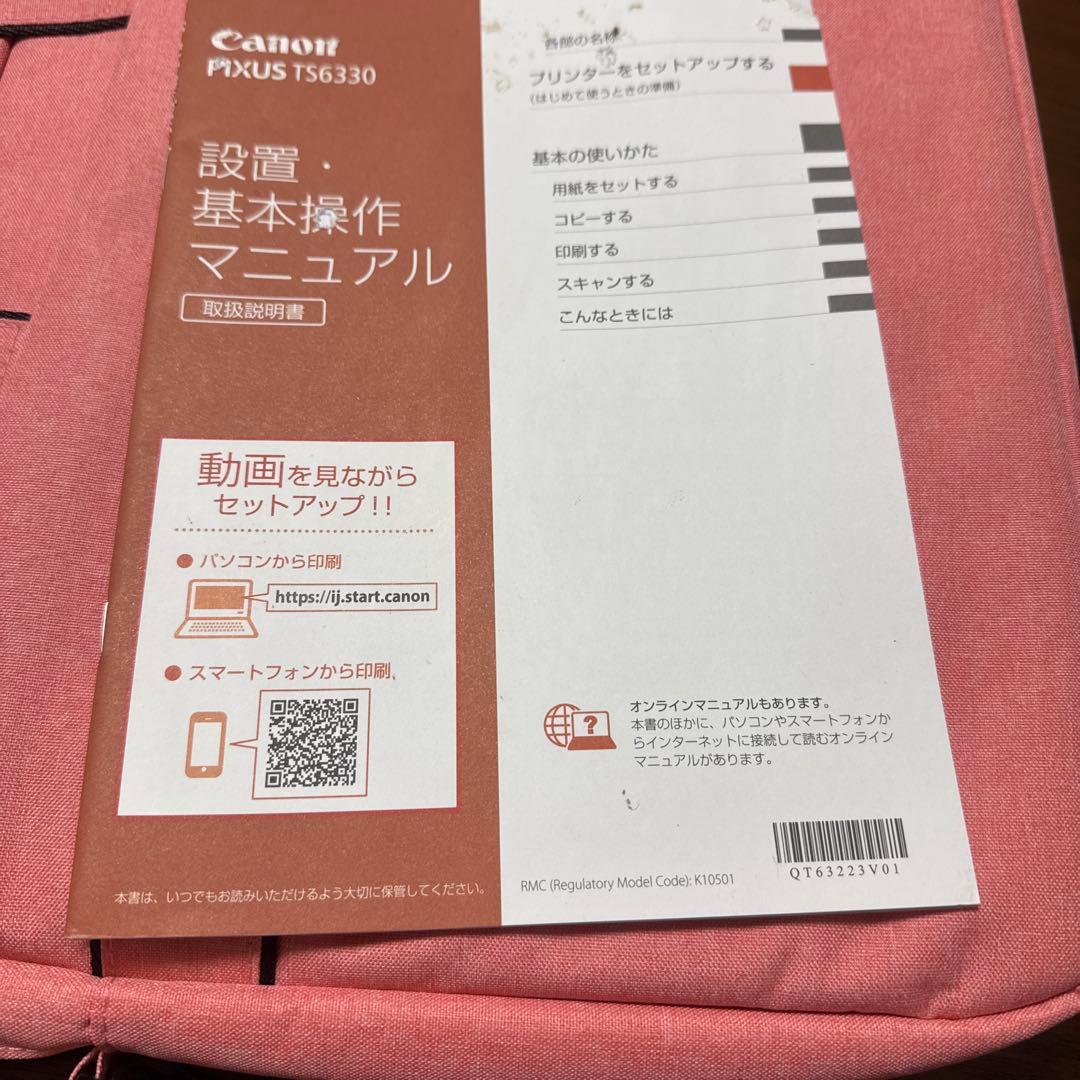 Canon
PIXUS TS6330
設置・
基本操作
マニュアル
取扱説明書
動画を見ながら
セットアップ!!
● パソコンから印刷
https://ij.start.canon
● スマートフォンから印刷
本書は、いつでもお読みいただけるよう大切に保管してください。
各部の名称
プリンターをセットアップする
(はじめて使うときの準備)
基本の使いかた
用紙をセットする
コピーする
印刷する
スキャンする
こんなときには
?
オンラインマニュアルもあります。
本書のほかに、パソコンやスマートフォンか
らインターネットに接続して読むオンライン
マニュアルがあります。
RMC (Regulatory Model Code): K10501
QT63223V01